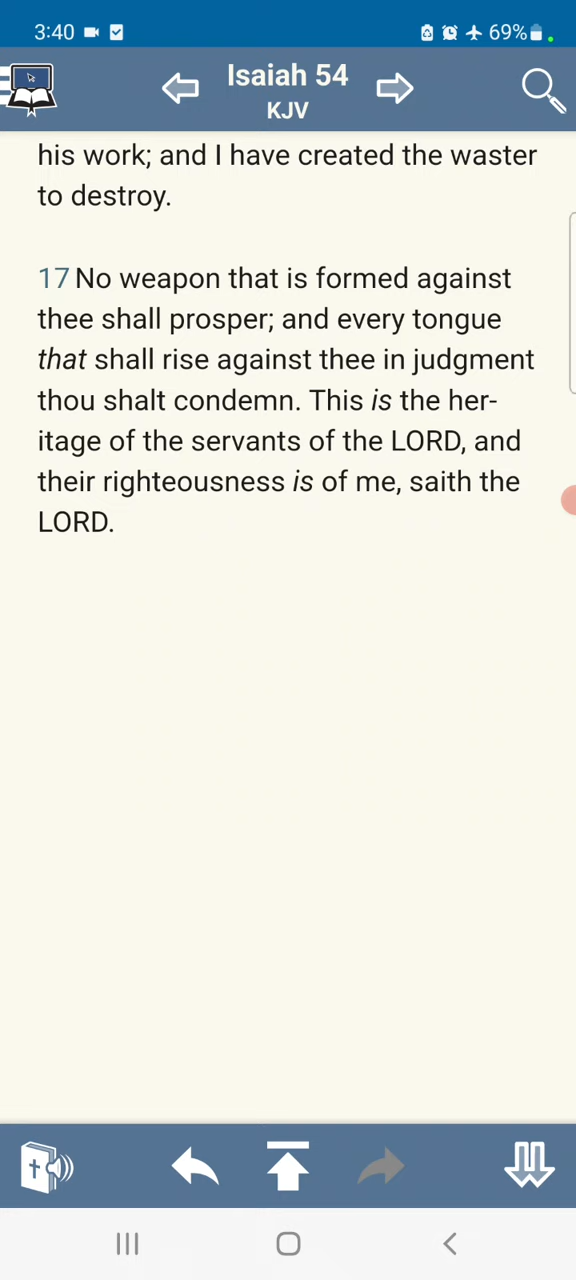 3:40
69%
Isaiah 54
KJV
his work; and I have created the waster
to destroy.
17 No weapon that is formed against
thee shall prosper; and every tongue
that shall rise against thee in judgment
thou shalt condemn. This is the her-
itage of the servants of the LORD, and
their righteousness is of me, saith the
LORD.